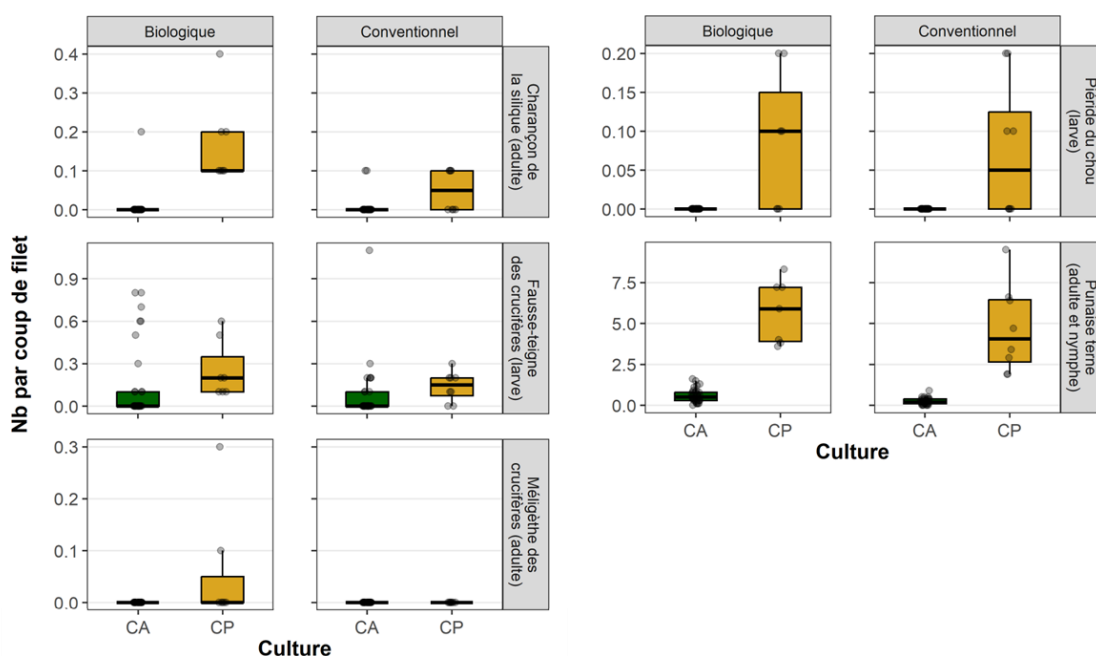 Biologique
Conventionnel
0.4
0.3
0.2
0.1
0.0
Charançon de
la silique (adulte)
0.9
0.6
0.3
0.0
Fausse-teigne
des crucifères (larve)
0.3
0.2
0.1
0.0
Méligèthe des
crucifères (adulte)
CA
CP
CA
CP
Nb par coup de filet
Culture
Biologique
Conventionnel
0.20
0.15
0.10
0.05
0.00
Piéride du chou
(larve)
7.5
5.0
2.5
0.0
Punaise terne
(adulte et nymphe)
CA
CP
CA
CP
Culture